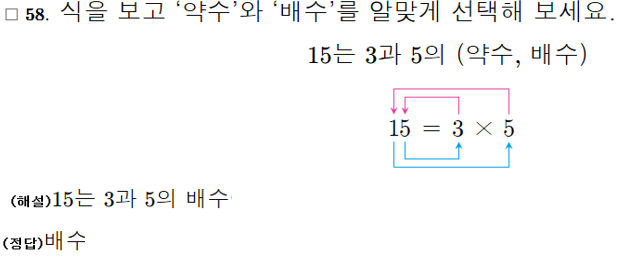 □ 58. 식을 보고 ‘약수’와 ‘배수’를 알맞게 선택해 보세요.
15는 3과 5의 (약수, 배수)
15 = 3 × 5
(해설)15는 3과 5의 배수
(정답)배수